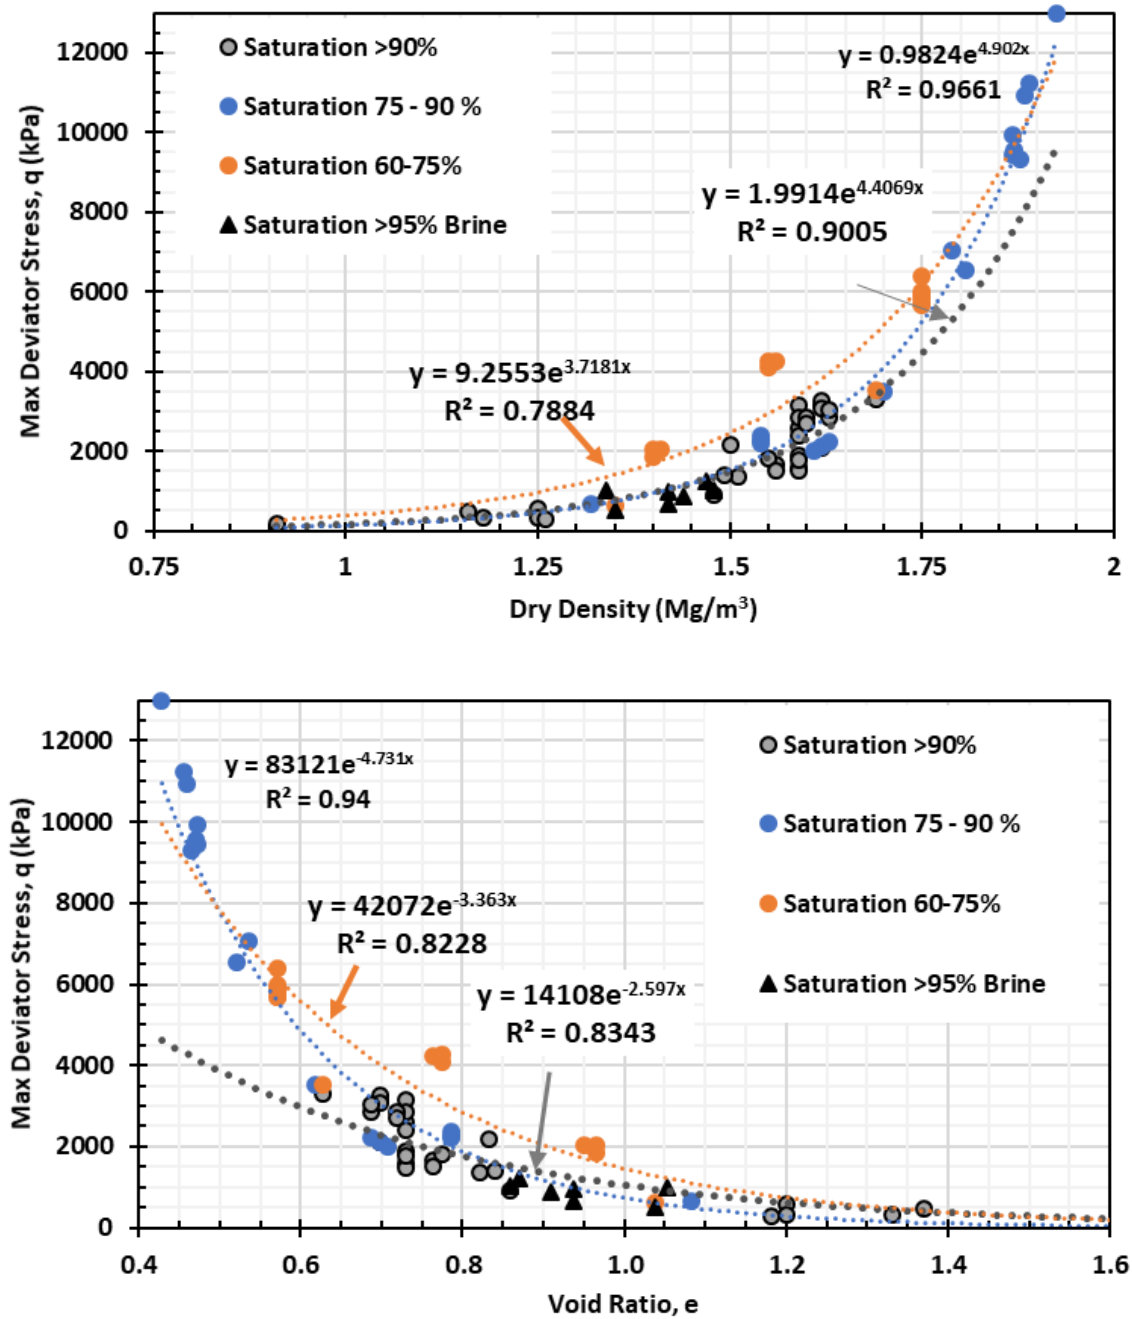 12000
10000
8000
6000
4000
2000
0
Max Deviator Stress, q (kPa)
Saturation >90%
Saturation 75 - 90 %
Saturation 60-75%
Saturation >95% Brine
y = 0.9824e^4.902x
R² = 0.9661
y = 1.9914e^4.4069x
R² = 0.9005
y = 9.2553e^3.7181x
R² = 0.7884
0.75 1 1.25 1.5 1.75 2
Dry Density (Mg/m³)
12000
10000
8000
6000
4000
2000
0
Max Deviator Stress, q (kPa)
y = 83121e^-4.731x
R² = 0.94
y = 42072e^-3.363x
R² = 0.8228
y = 14108e^-2.597x
R² = 0.8343
Saturation >90%
Saturation 75 - 90 %
Saturation 60-75%
Saturation >95% Brine
0.4 0.6 0.8 1.0 1.2 1.4 1.6
Void Ratio, e